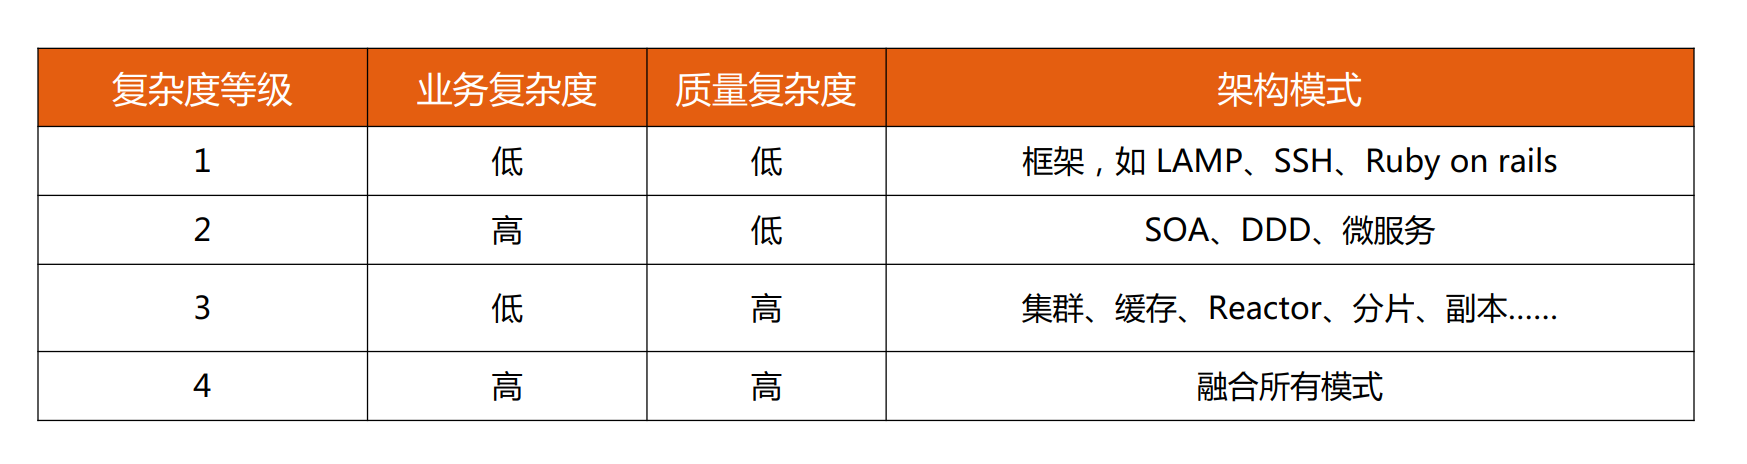 复杂度等级 业务复杂度 质量复杂度 架构模式
1 低 低 框架，如 LAMP、SSH、Ruby on rails
2 高 低 SOA、DDD、微服务
3 低 高 集群、缓存、Reactor、分片、副本……
4 高 高 融合所有模式